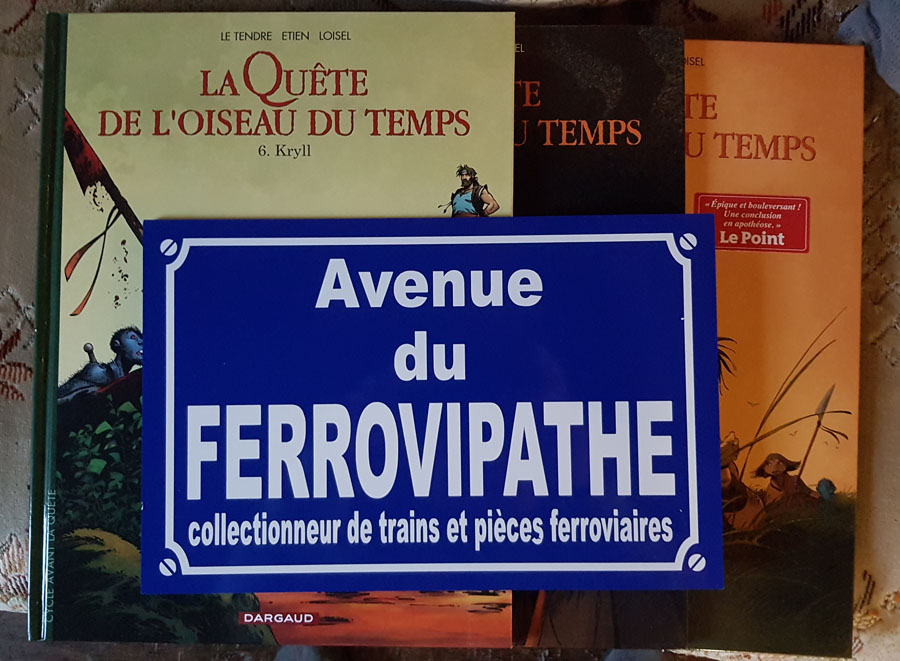 LE TENDRE ETIEN LOISEL
LA QUÊTE
DE L'OISEAU DU TEMPS
6. Kryll
TE
U TEMPS
TE
U TEMPS
« Épique et bouleversant !
Une conclusion
en apothéose. »
Le Point
Avenue
du
FERROVIPATHE
collectionneur de trains et pièces ferroviaires
CYCLE AVANT LA QUÊTE
DARGAUD